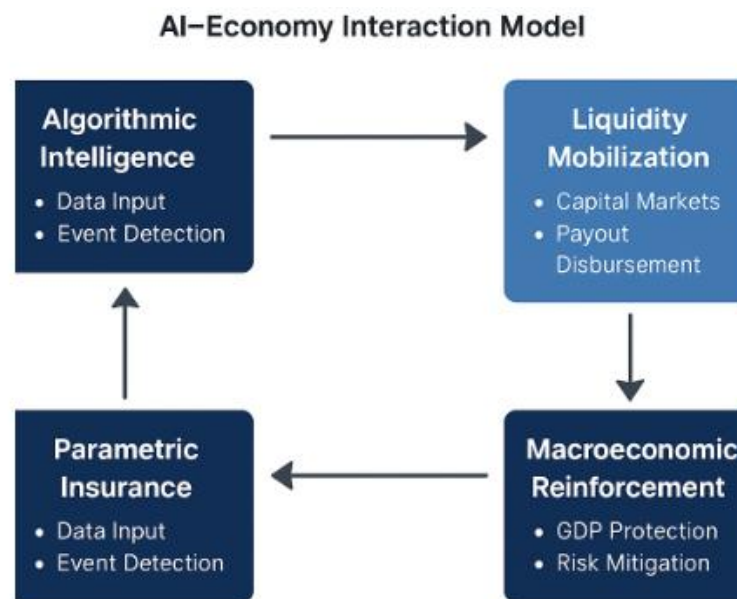 AI–Economy Interaction Model
Algorithmic
Intelligence
• Data Input
• Event Detection
Liquidity
Mobilization
• Capital Markets
• Payout
Disbursement
Parametric
Insurance
• Data Input
• Event Detection
Macroeconomic
Reinforcement
• GDP Protection
• Risk Mitigation